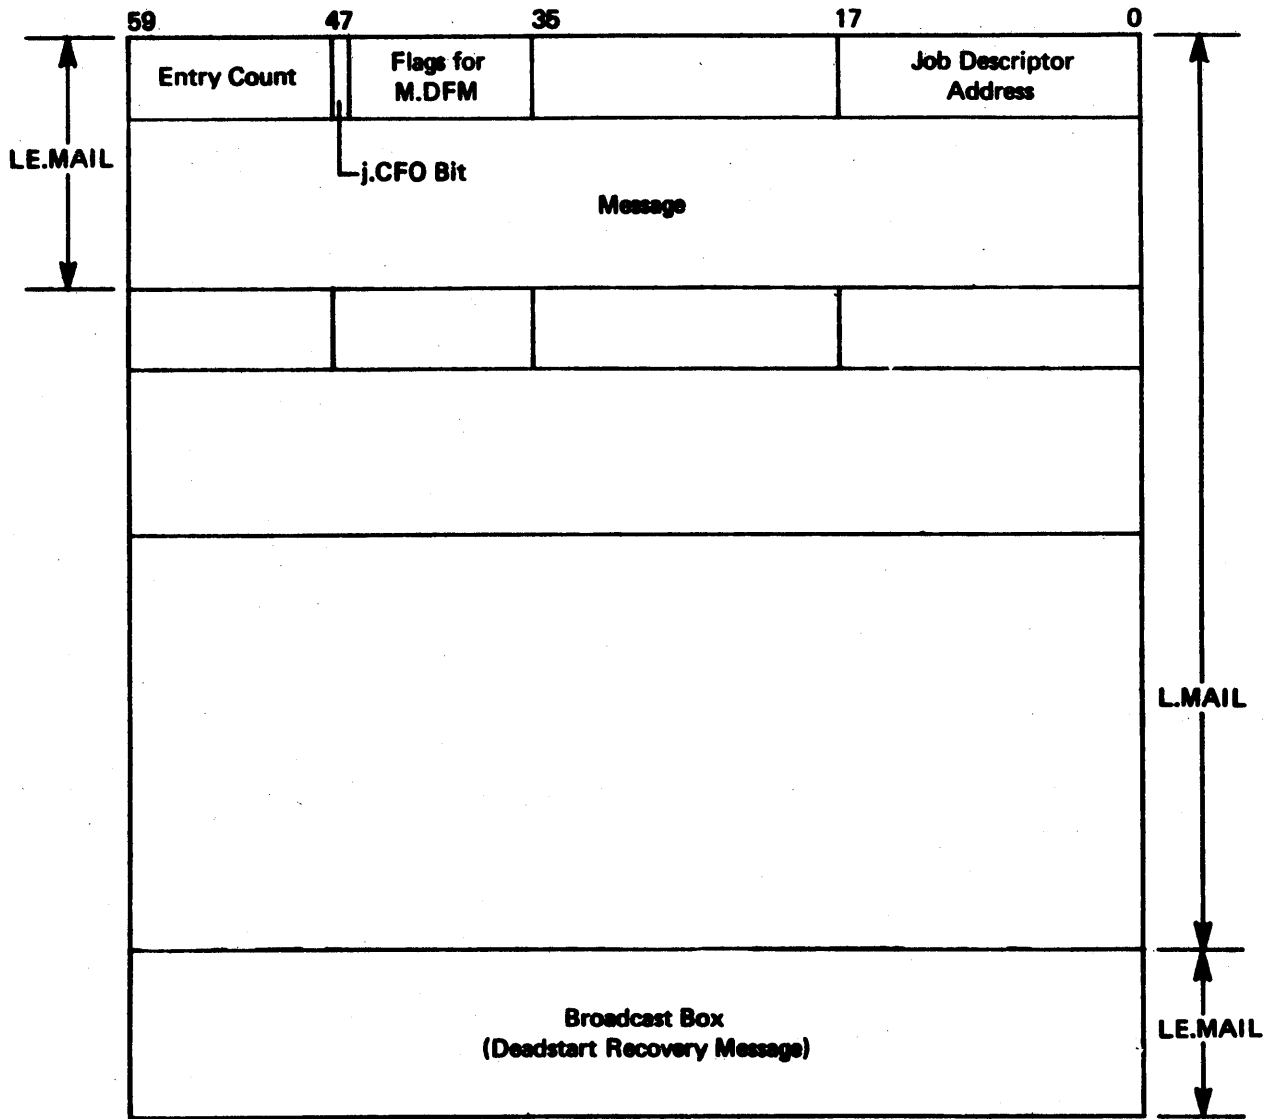 59 47 35 17 0
Entry Count
Flags for
M.DFM
Job Descriptor
Address
LE.MAIL
j.CFO Bit
Message
L.MAIL
Broadcast Box
(Deadstart Recovery Message)
LE.MAIL